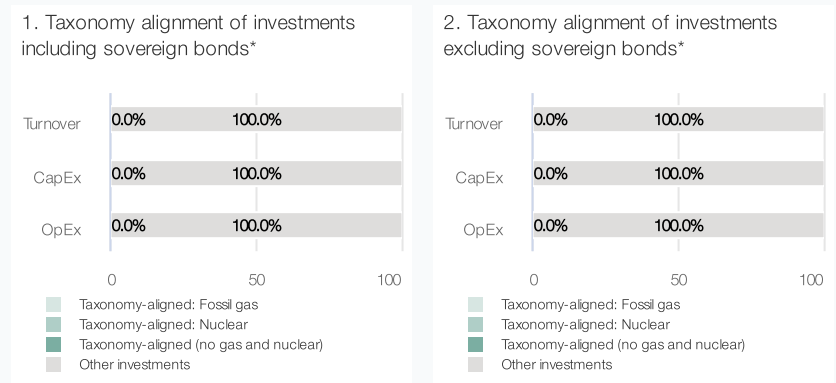 1. Taxonomy alignment of investments
including sovereign bonds*
Turnover 0.0% 100.0%
CapEx 0.0% 100.0%
OpEx 0.0% 100.0%
0 50 100
Taxonomy-aligned: Fossil gas
Taxonomy-aligned: Nuclear
Taxonomy-aligned (no gas and nuclear)
Other investments
2. Taxonomy alignment of investments
excluding sovereign bonds*
Turnover 0.0% 100.0%
CapEx 0.0% 100.0%
OpEx 0.0% 100.0%
0 50 100
Taxonomy-aligned: Fossil gas
Taxonomy-aligned: Nuclear
Taxonomy-aligned (no gas and nuclear)
Other investments